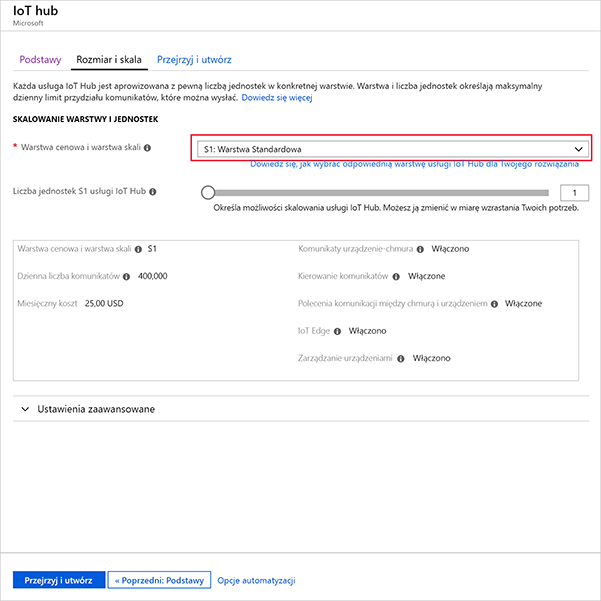 IoT hub
Microsoft
Podstawy Rozmiar i skala Przejrzyj i utwórz
Każda usługa IoT Hub jest aprowizowana z pewną liczbą jednostek w konkretnej warstwie. Warstwa i liczba jednostek określają maksymalny
dzienny limit przydziału komunikatów, które można wysłać. Dowiedz się więcej
SKALOWANIE WARSTWY I JEDNOSTEK
* Warstwa cenowa i warstwa skali
S1: Warstwa Standardowa
Dowiedz się, jak wybrać odpowiednią warstwę usługi IoT Hub dla Twojego rozwiązania
Liczba jednostek S1 usługi IoT Hub
1
Określa możliwości skalowania usługi IoT Hub. Możesz ją zmienić w miarę wzrastania Twoich potrzeb.
Warstwa cenowa i warstwa skali S1
Dzienna liczba komunikatów 400,000
Miesięczny koszt 25,00 USD
Komunikaty urządzenie-chmura Włączono
Kierowanie komunikatów Włączone
Polecenia komunikacji między chmurą i urządzeniem Włączone
IoT Edge Włączono
Zarządzanie urządzeniami Włączono
Ustawienia zaawansowane
Przejrzyj i utwórz
« Poprzedni: Podstawy
Opcje automatyzacji